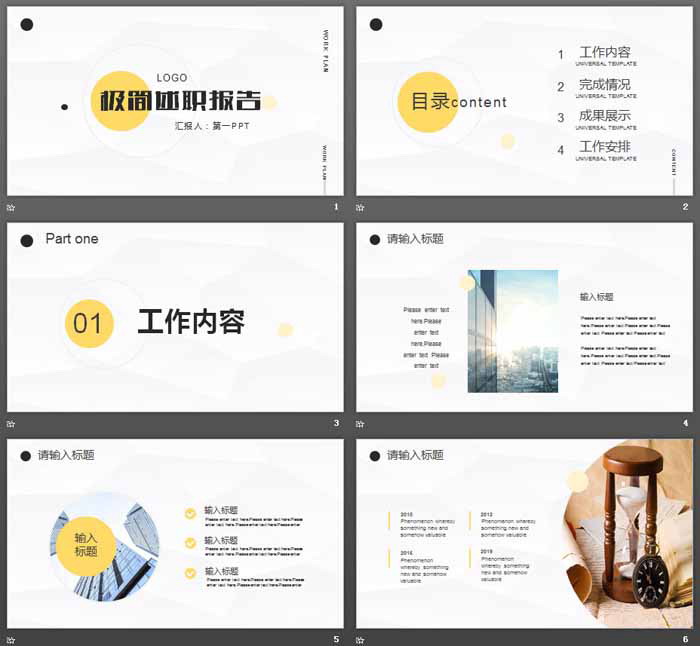 LOGO
极简述职报告
汇报人：第一PPT
WORK PLAN
WORK PLAN
1
目录content
1 工作内容
UNIVERSAL TEMPLATE
2 完成情况
UNIVERSAL TEMPLATE
3 成果展示
UNIVERSAL TEMPLATE
4 工作安排
UNIVERSAL TEMPLATE
CONTENT
2
Part one
01 工作内容
3
请输入标题
Please enter text
here.Please
enter text
here.Please
enter text Please
enter text
输入标题
Please enter text here.Please enter text
here.Please enter text Please enter text Please enter text
here.Please enter text Please enter text Please enter text
Please enter text here.Please enter text
here.Please enter text Please enter text Please enter text
here.Please enter text Please enter text Please enter text
4
请输入标题
输入
标题
输入标题
Please enter text here.Please enter text here.Please
enter text here.Please enter text here.Please enter text
输入标题
Please enter text here.Please enter text here.Please
enter text here.Please enter text here.Please enter text
输入标题
Please enter text here.Please enter text here.Please
enter text here.Please enter text here.Please enter text
5
请输入标题
Phenomenon whereby
something new and
somehow valuable
Phenomenon whereby
something new and
somehow valuable
Phenomenon
whereby something
new and somehow
valuable
2019
Phenomenon
whereby something
new and somehow
valuable
6